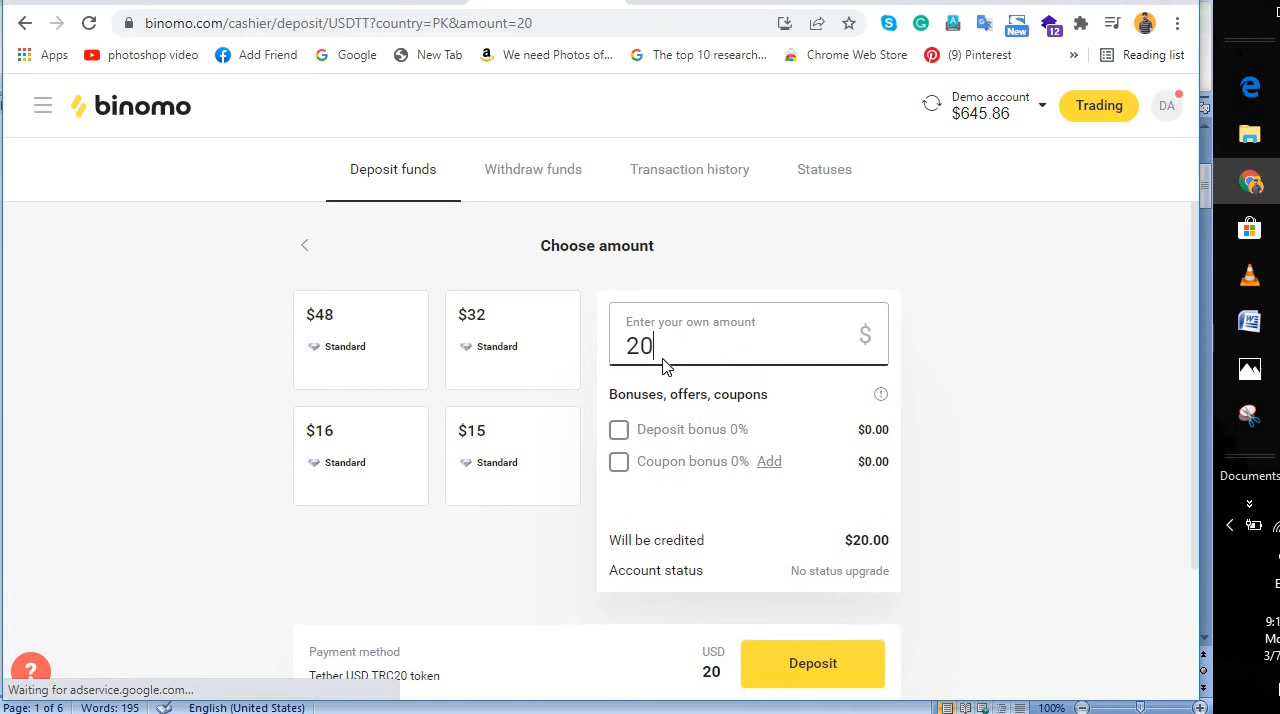 binomo.com/cashier/deposit/USDTT?country=PK&amount=20
New
12
Apps
photoshop video
Add Friend
Google
New Tab
We need Photos of...
The top 10 research...
Chrome Web Store
(9) Pinterest
»
Reading list
binomo
Demo account
$645.86
Trading
DA
Deposit funds
Withdraw funds
Transaction history
Statuses
Choose amount
$48
Standard
$32
Standard
$16
Standard
$15
Standard
Enter your own amount
20
$
Bonuses, offers, coupons
Deposit bonus 0%
$0.00
Coupon bonus 0% Add
$0.00
Will be credited
$20.00
Account status
No status upgrade
Payment method
Tether USD TRC20 token
USD
20
Deposit
?
Waiting for adservice.google.com...
Page: 1 of 6
Words: 195
English (United States)
100%
Documents